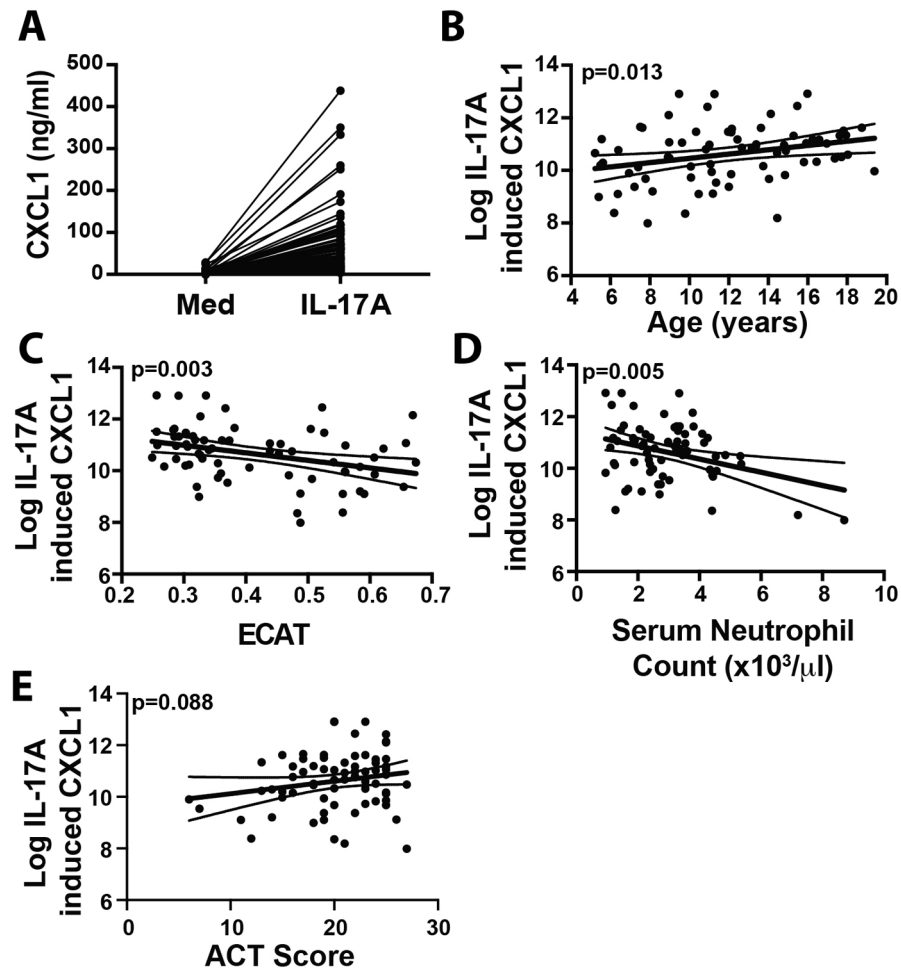 A
CXCL1 (ng/ml)
500
400
300
200
100
0
Med
IL-17A
B
Log IL-17A
induced CXCL1
p=0.013
14
12
10
8
6
4 6 8 10 12 14 16 18 20
Age (years)
C
Log IL-17A
induced CXCL1
p=0.003
14
12
10
8
6
0.2 0.3 0.4 0.5 0.6 0.7
ECAT
D
Log IL-17A
induced CXCL1
p=0.005
14
12
10
8
6
0 2 4 6 8 10
Serum Neutrophil
Count (x10³/μl)
E
Log IL-17A
induced CXCL1
p=0.088
14
12
10
8
6
0 10 20 30
ACT Score